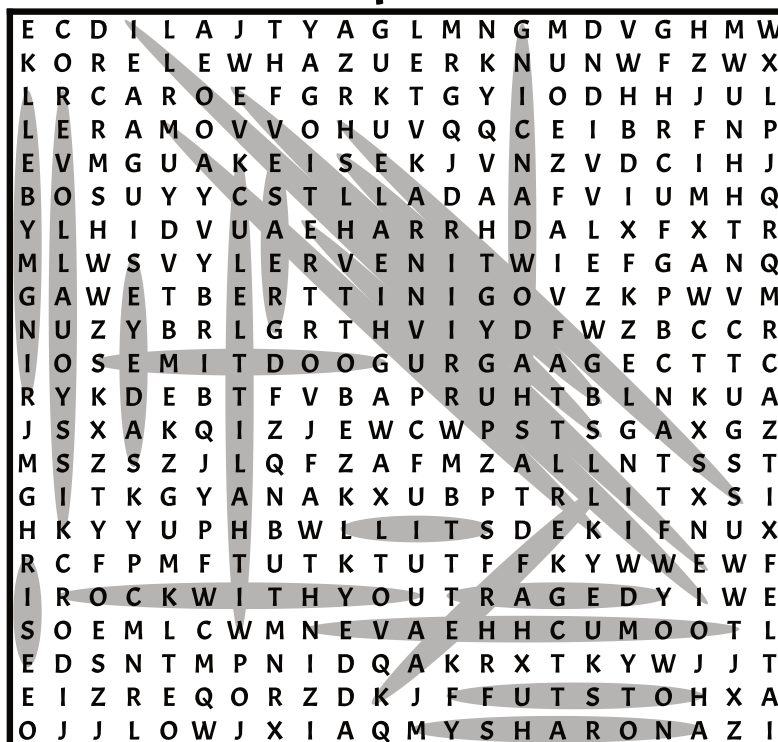 E C D I L A J T Y A G L M N G M D V G H M W
K O R E L E W H A Z U E R K N U N W F Z W X
L R C A R O E F G R K T G Y I O D H H J U L
L E R A M O V V O H U V Q Q C E I B R F N P
E V M G U A K E I S E K J V N Z V D C I H J
B O S U Y Y C S T L L A D A A F V I U M H Q
Y L H I D V U A E H A R R H D A L X F X T R
M L W S V Y L E R V E N I T W I E F G A N Q
G A W E T B E R T T I N I G O V Z K P W V M
N U Z Y B R L G R T H V I Y D F W Z B C C R
I O S E M I T D O O G U R G A A G E C T T C
R Y K D E B T F V B A P R U H T B L N K U A
J S X A K Q I Z J E W C W P S T S G A X G Z
M S Z S Z J L Q F Z A F M Z A L L N T S S T
G I T K G Y A N A K X U B P T R L I T X S I
H K Y Y U P H B W L L I T S D E K I F N U X
R C F P M F T U T K T U T F F K Y W W E W F
I R O C K W I T H Y O U T R A G E D Y I W E
S O E M L C W M N E V A E H H C U M O O T L
E D S N T M P N I D Q A K R X T K Y W J J T
E I Z R E Q O R Z D K J F F U T S T O H X A
O J J L O W J X I A Q M Y S H A R O N A Z I